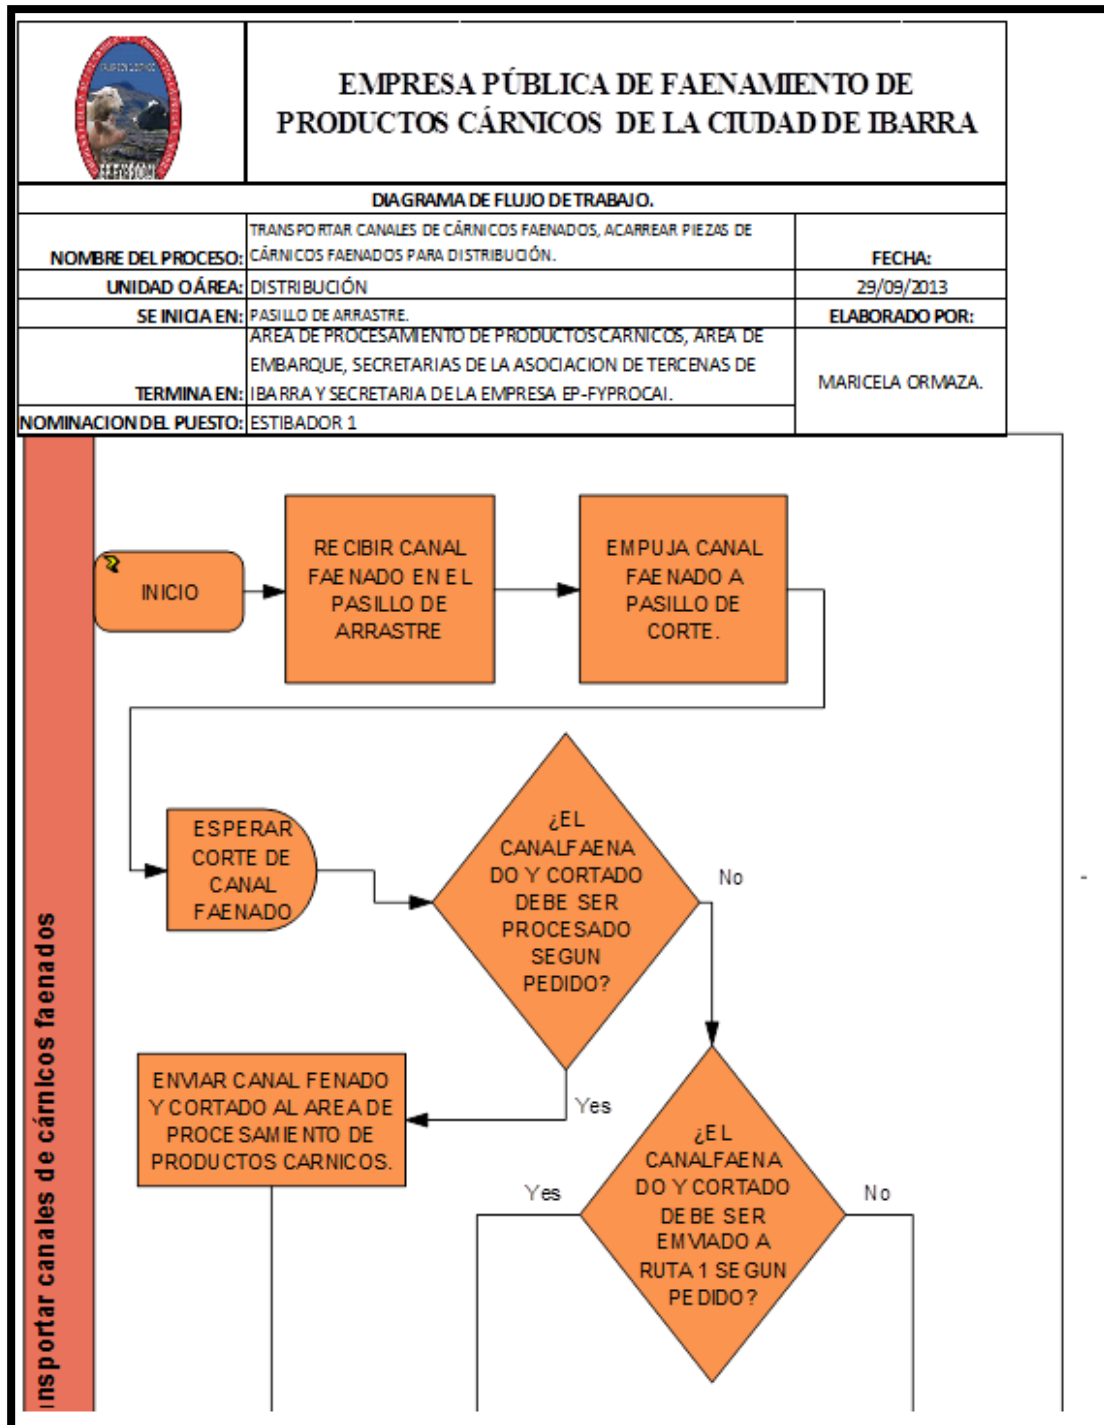 EMPRESA PÚBLICA DE FAENAMIENTO DE
PRODUCTOS CÁRNICOS DE LA CIUDAD DE IBARRA
DIAGRAMA DE FLUJO DE TRABAJO.
NOMBRE DEL PROCESO:
TRANSPORTAR CANALES DE CÁRNICOS FAENADOS, ACARREAR PIEZAS DE
CÁRNICOS FAENADOS PARA DISTRIBUCIÓN.
FECHA:
UNIDAD O ÁREA: DISTRIBUCIÓN
29/09/2013
SE INICIA EN: PASILLO DE ARRASTRE.
ELABORADO POR:
TERMINA EN:
AREA DE PROCESAMIENTO DE PRODUCTOS CARNICOS, AREA DE
EMBARQUE, SECRETARIAS DE LA ASOCIACION DE TERCENAS DE
IBARRA Y SECRETARIA DE LA EMPRESA EP-FYPROCAI.
MARICELA ORMAZA.
NOMINACION DEL PUESTO: ESTIBADOR 1
nsportar canales de cárnicos faenados
INICIO
RECIBIR CANAL
FAENADO EN EL
PASILLO DE
ARRASTRE
EMPUJA CANAL
FAENADO A
PASILLO DE
CORTE.
ESPERAR
CORTE DE
CANAL
FAENADO
¿EL
CANALFAENA
DO Y CORTADO
DEBE SER
PROCESADO
SEGUN
PEDIDO?
No
-
Yes
ENVIAR CANAL FENADO
Y CORTADO AL AREA DE
PROCESAMIENTO DE
PRODUCTOS CARNICOS.
¿EL
CANALFAENA
DO Y CORTADO
DEBE SER
EMVIADO A
RUTA 1 SEGUN
PEDIDO?
Yes
No